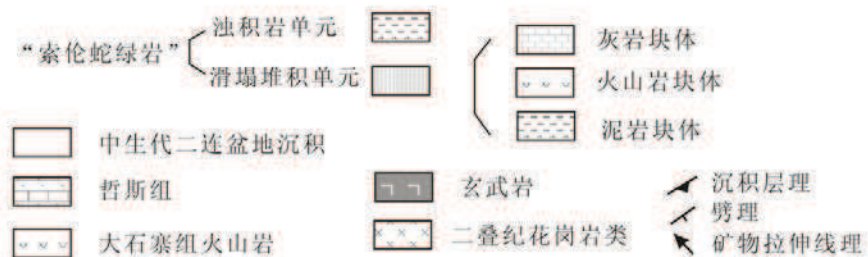 浊积岩单元
“索伦蛇绿岩”
滑塌堆积单元
灰岩块体
火山岩块体
泥岩块体
中生代二连盆地沉积
哲斯组
大石寨组火山岩
玄武岩
二叠纪花岗岩类
沉积层理
劈理
矿物拉伸线理